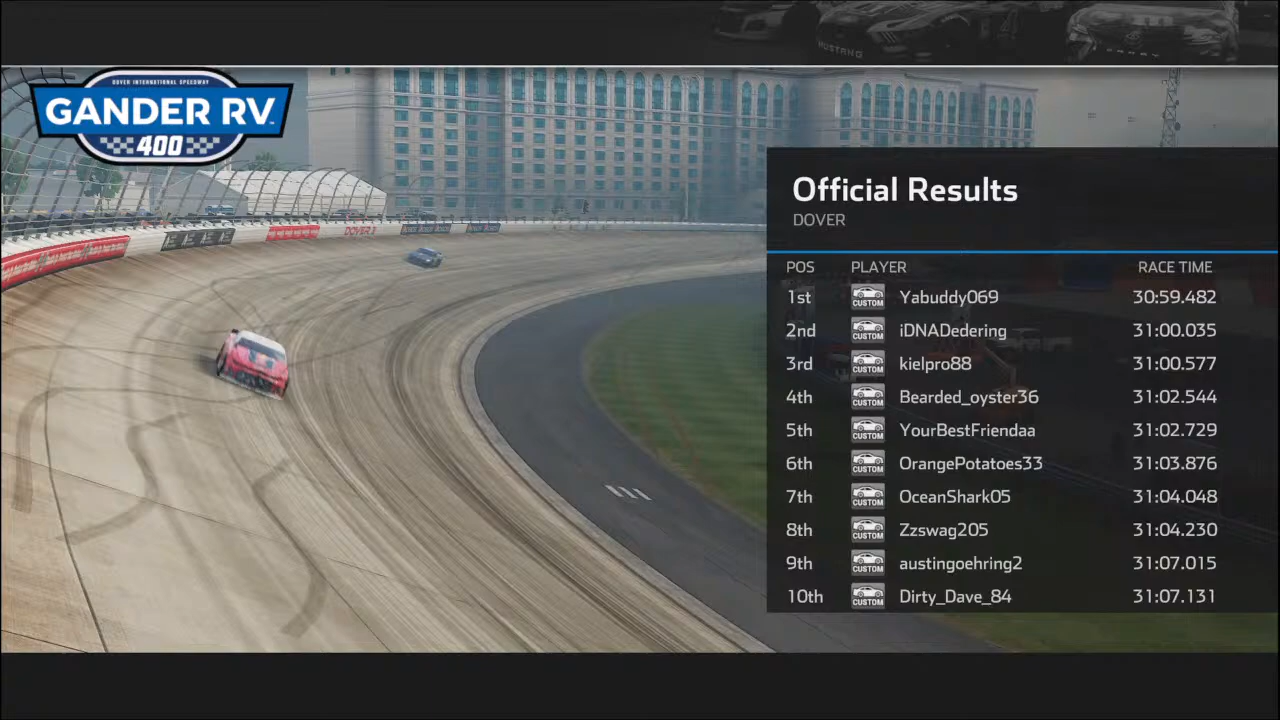 MUSTANG
DOVER INTERNATIONAL SPEEDWAY
GANDER RV
400
Official Results
DOVER
POS PLAYER RACE TIME
1st CUSTOM Yabuddy069 30:59.482
2nd CUSTOM iDNADedering 31:00.035
3rd CUSTOM kielpro88 31:00.577
4th CUSTOM Bearded_oyster36 31:02.544
5th CUSTOM YourBestFriendaa 31:02.729
6th CUSTOM OrangePotatoes33 31:03.876
7th CUSTOM OceanShark05 31:04.048
8th CUSTOM Zzswag205 31:04.230
9th CUSTOM austingoehring2 31:07.015
10th CUSTOM Dirty_Dave_84 31:07.131